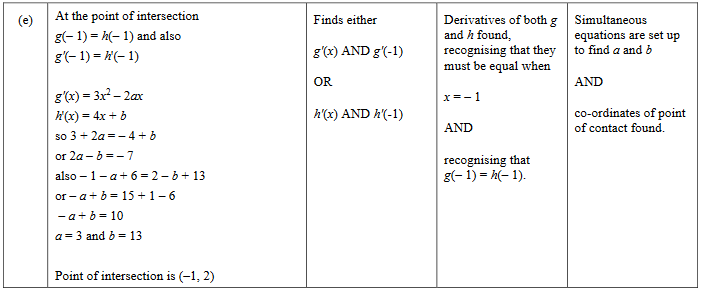 (e)
At the point of intersection
g(– 1) = h(– 1) and also
g'(– 1) = h'(– 1)
g'(x) = 3x² – 2ax
h'(x) = 4x + b
so 3 + 2a = – 4 + b
or 2a – b = – 7
also – 1 – a + 6 = 2 – b + 13
or – a + b = 15 + 1 – 6
– a + b = 10
a = 3 and b = 13
Point of intersection is (–1, 2)
Finds either
g'(x) AND g'(-1)
OR
h'(x) AND h'(-1)
Derivatives of both g
and h found,
recognising that they
must be equal when
x = – 1
AND
recognising that
g(– 1) = h(– 1).
Simultaneous
equations are set up
to find a and b
AND
co-ordinates of point
of contact found.